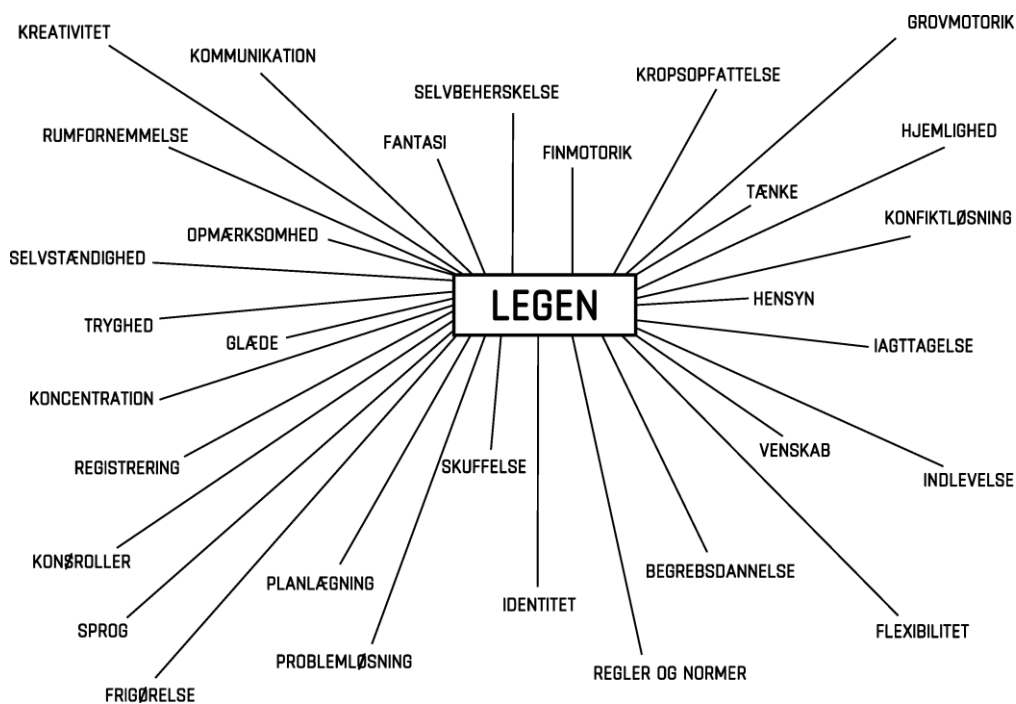 GROVMOTORIK
KREATIVITET
KOMMUNIKATION
KROPSOPFATTELSE
SELVBEHERSKELSE
HJEMLIGHED
RUMFORNEMMELSE
FANTASI
FINMOTORIK
TÆNKE
KONFIKTLØSNING
OPMÆRKSOMHED
SELVSTÆNDIGHED
HENSYN
LEGEN
TRYGHED
GLÆDE
IAGTTAGELSE
KONCENTRATION
VENSKAB
REGISTRERING
SKUFFELSE
INDLEVELSE
KONØROLLER
PLANLÆGNING
BEGREBSDANNELSE
IDENTITET
SPROG
FLEXIBILITET
PROBLEMLØSNING
REGLER OG NORMER
FRIGØRELSE